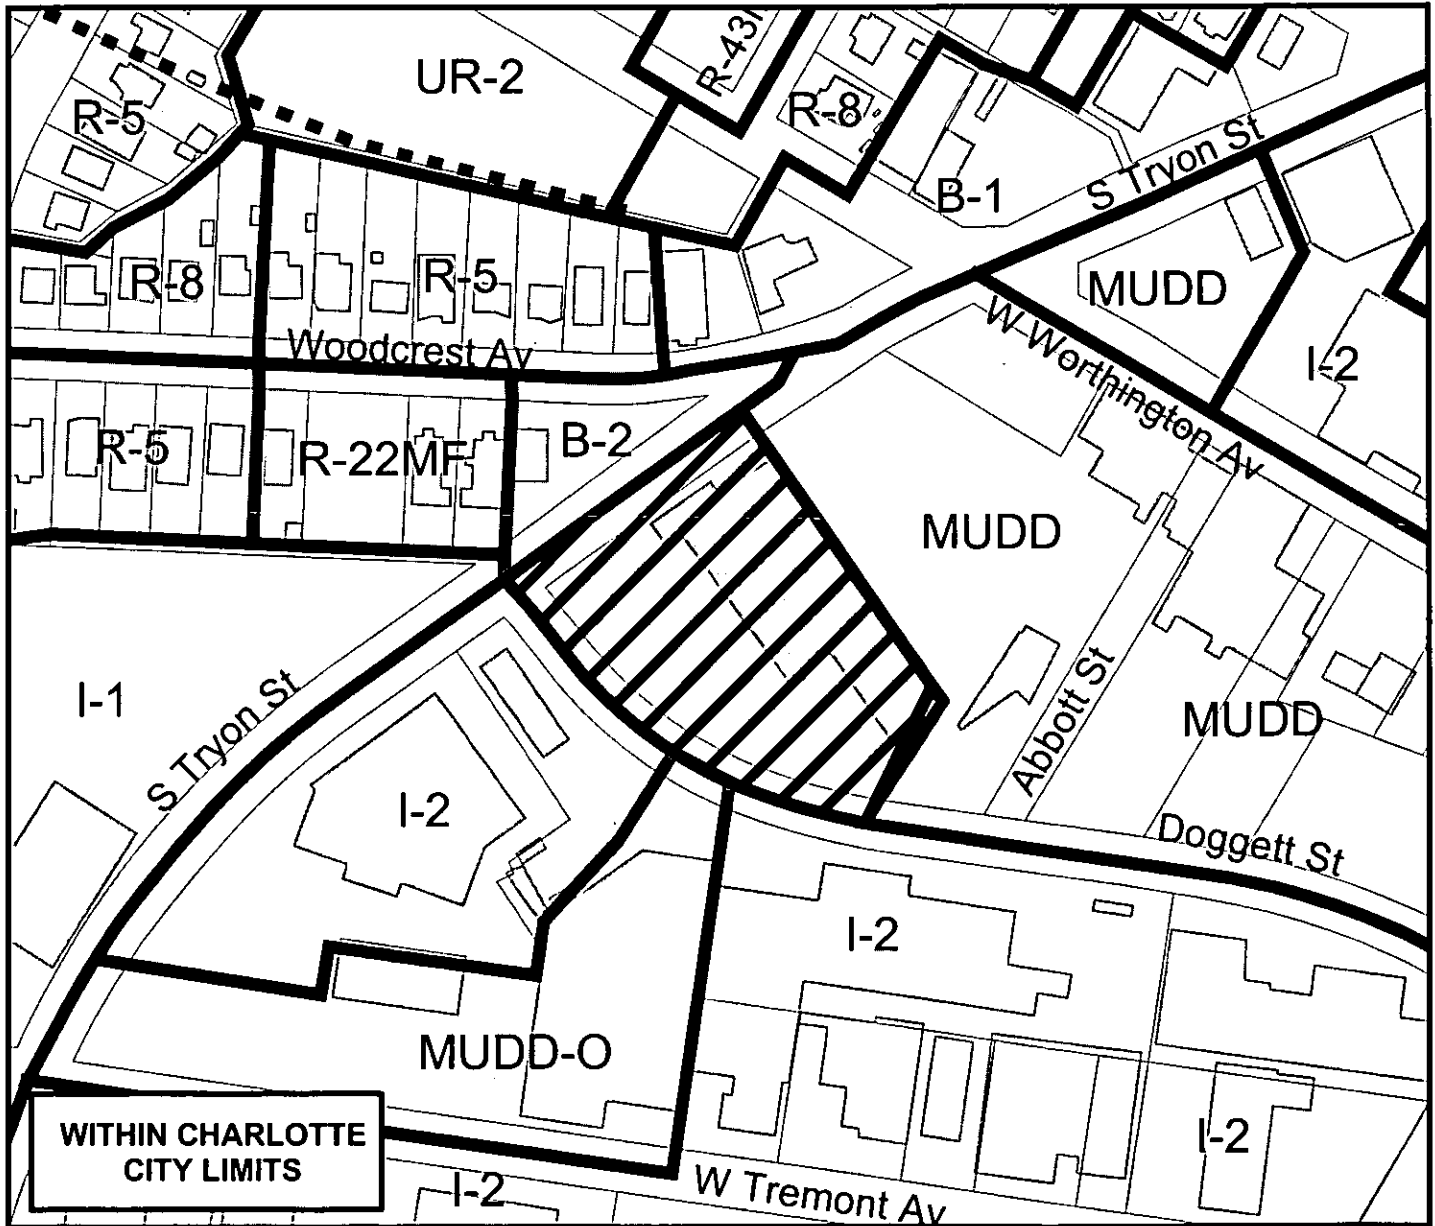 UR-2
R-43M
R-5
R-8
B-1
S Tryon St
R-8
R-5
MUDD
Woodcrest Av
W Worthington Av
I-2
R-5
R-22MF
B-2
MUDD
I-1
S Tryon St
Abbott St
MUDD
I-2
Doggett St
I-2
MUDD-O
WITHIN CHARLOTTE
CITY LIMITS
I-2
I-2
W Tremont Av